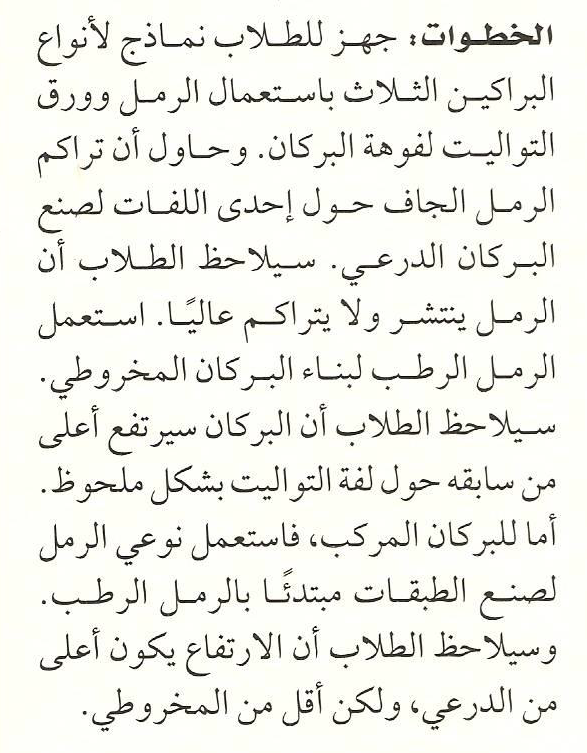 الخطوات: جهز للطلاب نماذج لأنواع
البراكين الثلاث باستعمال الرمل وورق
التواليت لفوهة البركان. وحاول أن تراكم
الرمل الجاف حول إحدى اللفات لصنع
البركان الدرعي. سيلاحظ الطلاب أن
الرمل ينتشر ولا يتراكم عاليًا. استعمل
الرمل الرطب لبناء البركان المخروطي.
سيلاحظ الطلاب أن البركان سيرتفع أعلى
من سابقه حول لفة التواليت بشكل ملحوظ.
أما للبركان المركب، فاستعمل نوعي الرمل
لصنع الطبقات مبتدئًا بالرمل الرطب.
وسيلاحظ الطلاب أن الارتفاع يكون أعلى
من الدرعي، ولكن أقل من المخروطي.